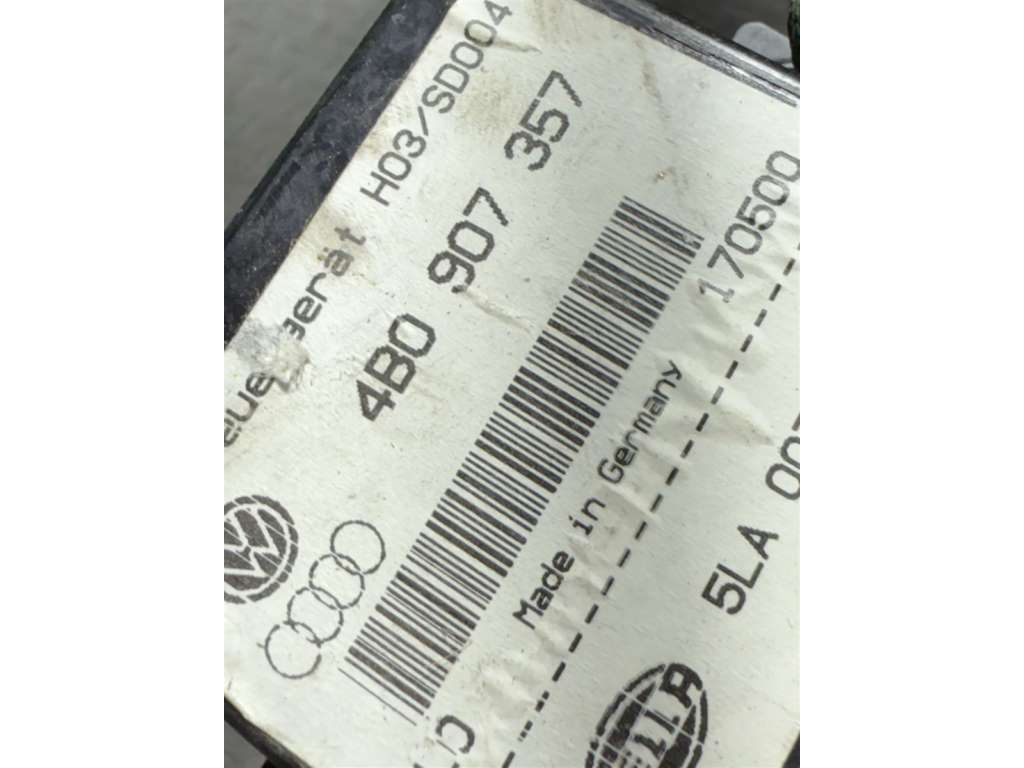 H03/SD004
4B0 907 357
170500
Made in Germany
5LA